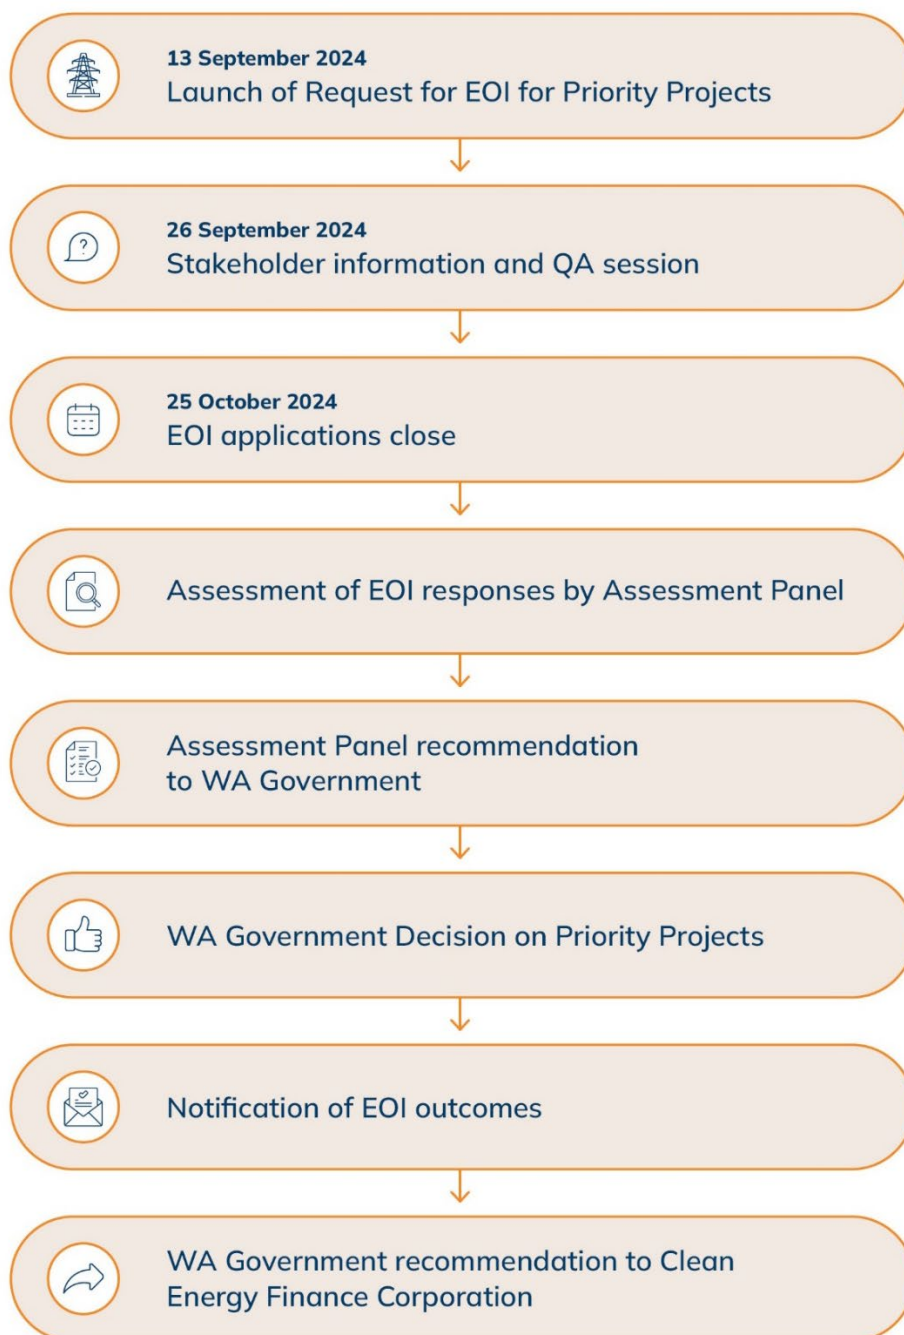 13 September 2024
Launch of Request for EOI for Priority Projects
?
26 September 2024
Stakeholder information and QA session
25 October 2024
EOI applications close
Assessment of EOI responses by Assessment Panel
Assessment Panel recommendation
to WA Government
WA Government Decision on Priority Projects
Notification of EOI outcomes
WA Government recommendation to Clean
Energy Finance Corporation